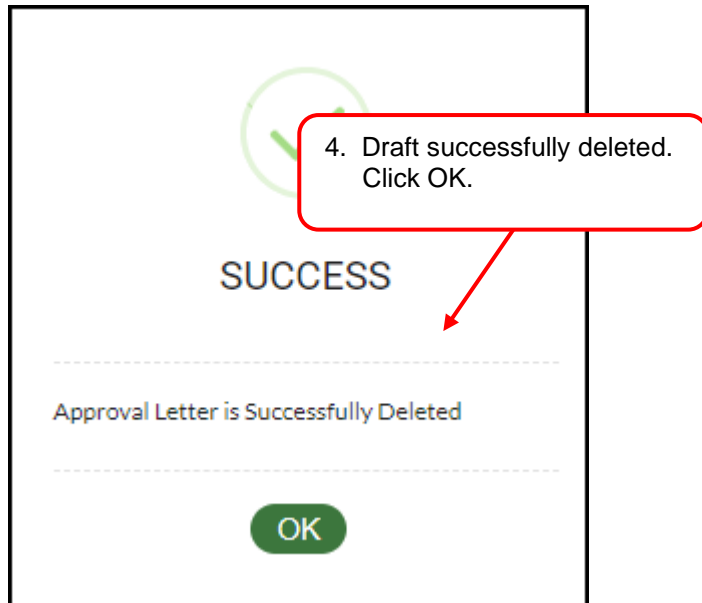 4. Draft successfully deleted.
Click OK.
SUCCESS
Approval Letter is Successfully Deleted
OK